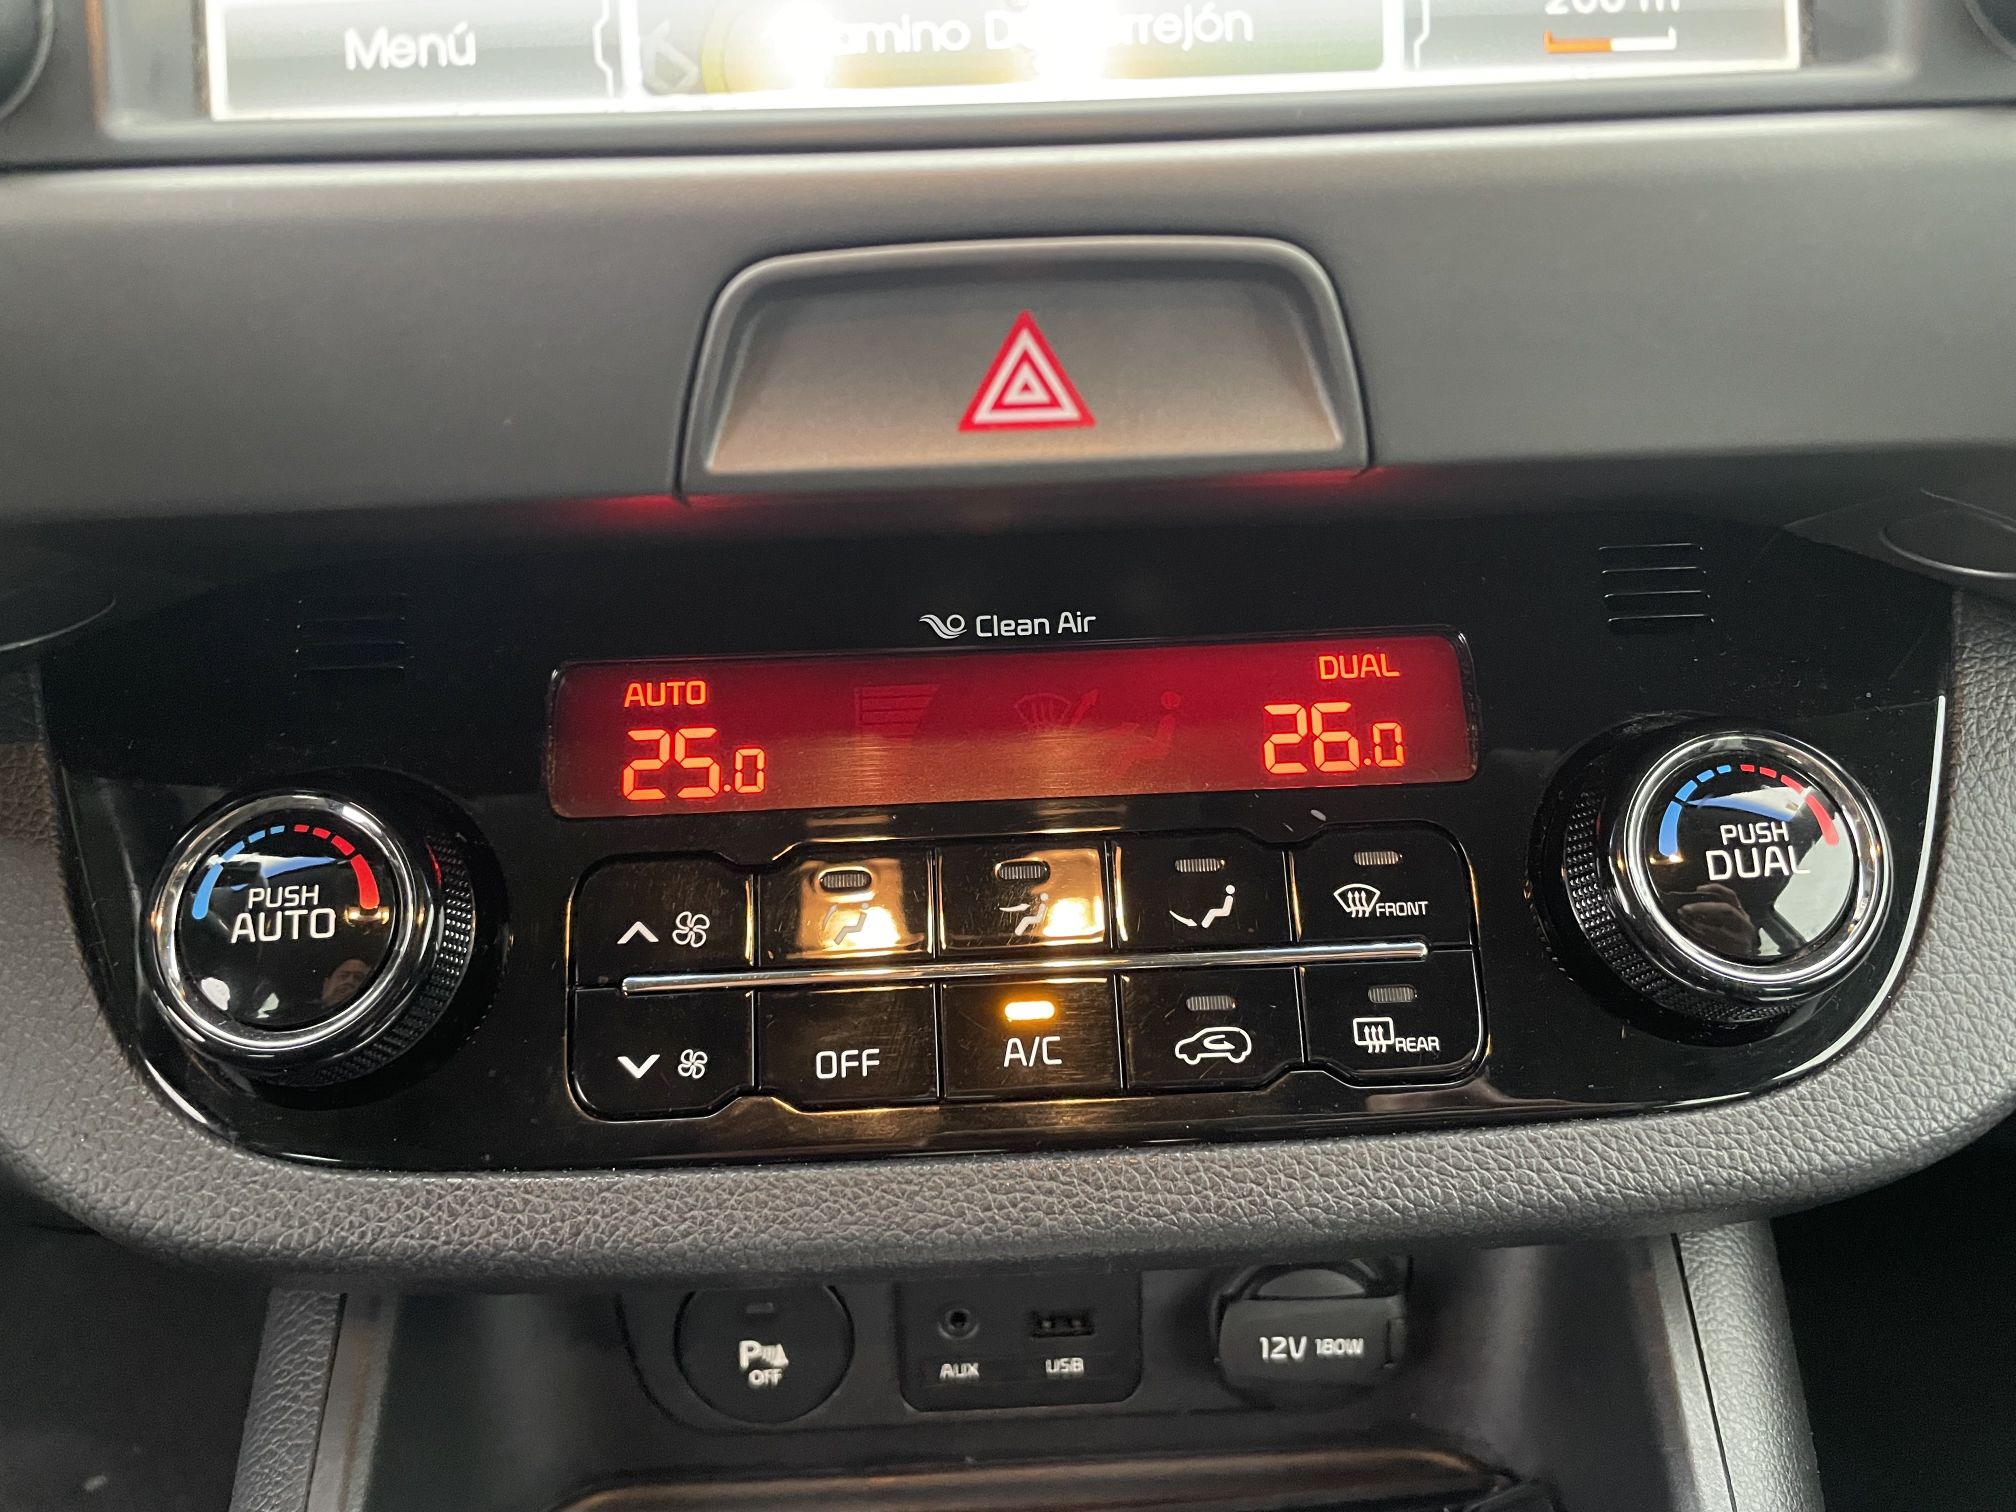 Menú
Clean Air
AUTO
DUAL
25.0
26.0
PUSH
AUTO
PUSH
DUAL
FRONT
OFF
A/C
REAR
P
OFF
AUX
USB
12V 180W